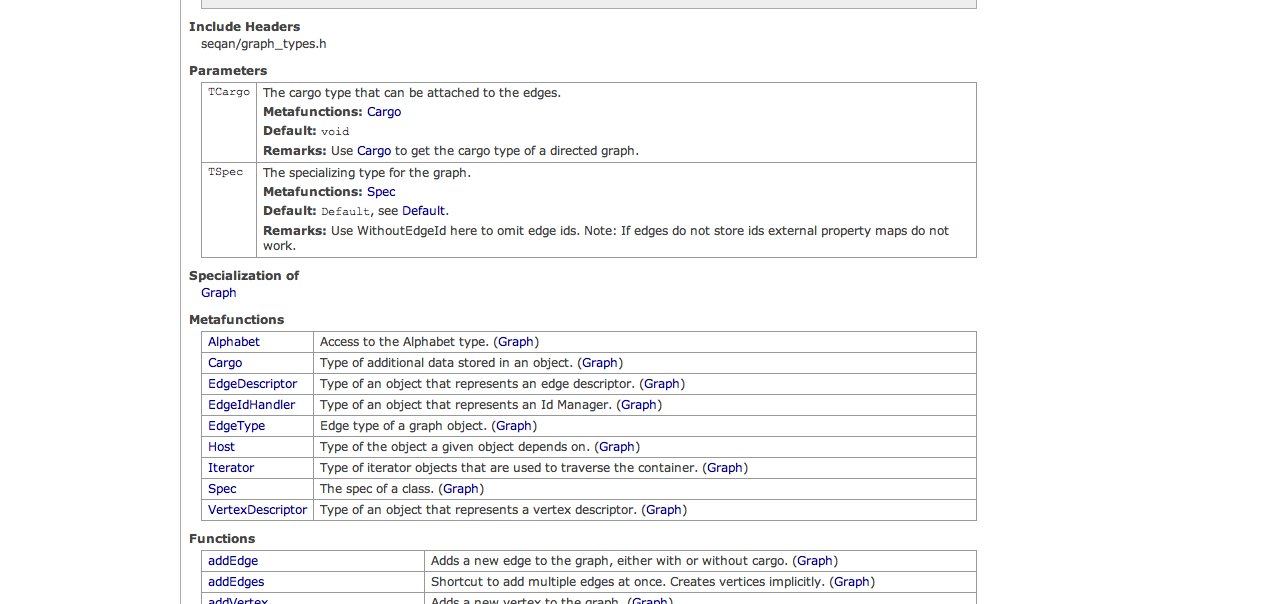 Include Headers
seqan/graph_types.h
Parameters
TCargo The cargo type that can be attached to the edges.
Metafunctions: Cargo
Default: void
Remarks: Use Cargo to get the cargo type of a directed graph.
TSpec The specializing type for the graph.
Metafunctions: Spec
Default: Default, see Default.
Remarks: Use WithoutEdgeId here to omit edge ids. Note: If edges do not store ids external property maps do not
work.
Specialization of
Graph
Metafunctions
Alphabet Access to the Alphabet type. (Graph)
Cargo Type of additional data stored in an object. (Graph)
EdgeDescriptor Type of an object that represents an edge descriptor. (Graph)
EdgeIdHandler Type of an object that represents an Id Manager. (Graph)
EdgeType Edge type of a graph object. (Graph)
Host Type of the object a given object depends on. (Graph)
Iterator Type of iterator objects that are used to traverse the container. (Graph)
Spec The spec of a class. (Graph)
VertexDescriptor Type of an object that represents a vertex descriptor. (Graph)
Functions
addEdge Adds a new edge to the graph, either with or without cargo. (Graph)
addEdges Shortcut to add multiple edges at once. Creates vertices implicitly. (Graph)
addVertex Adds a new vertex to the graph. (Graph)